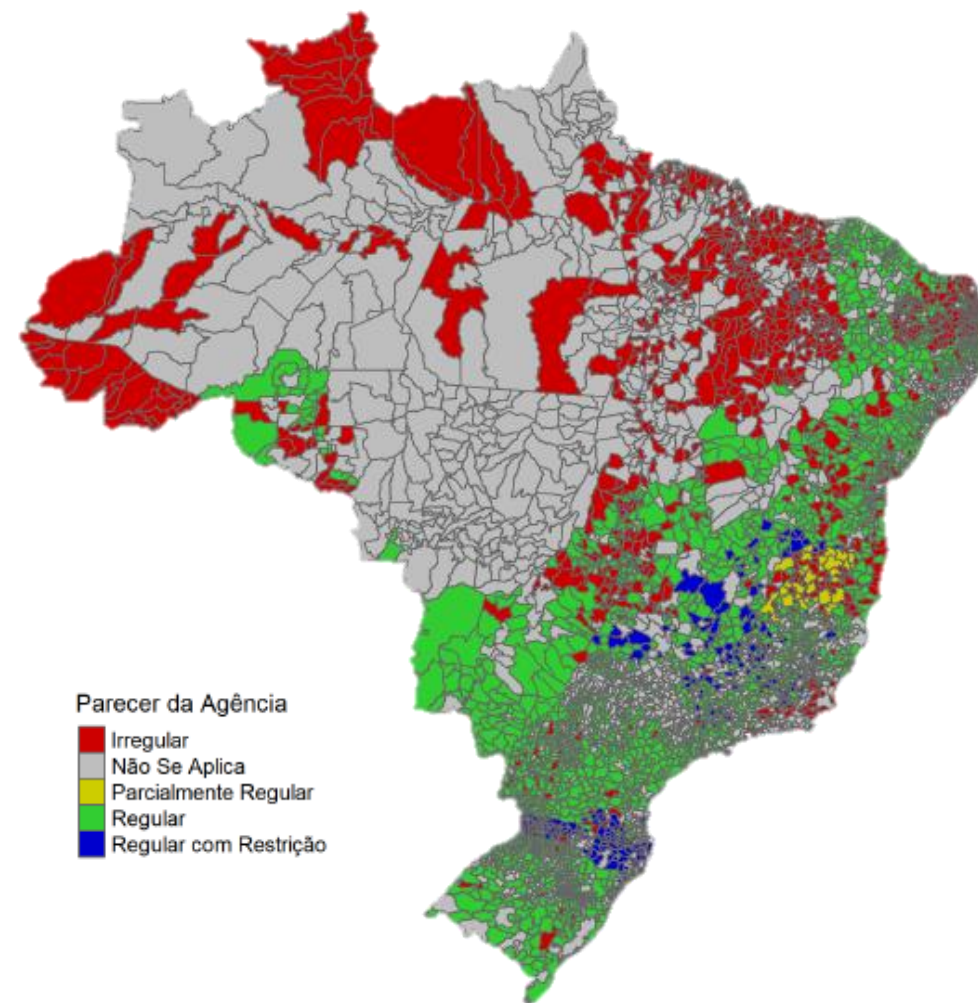 Parecer da Agência
Irregular
Não Se Aplica
Parcialmente Regular
Regular
Regular com Restrição